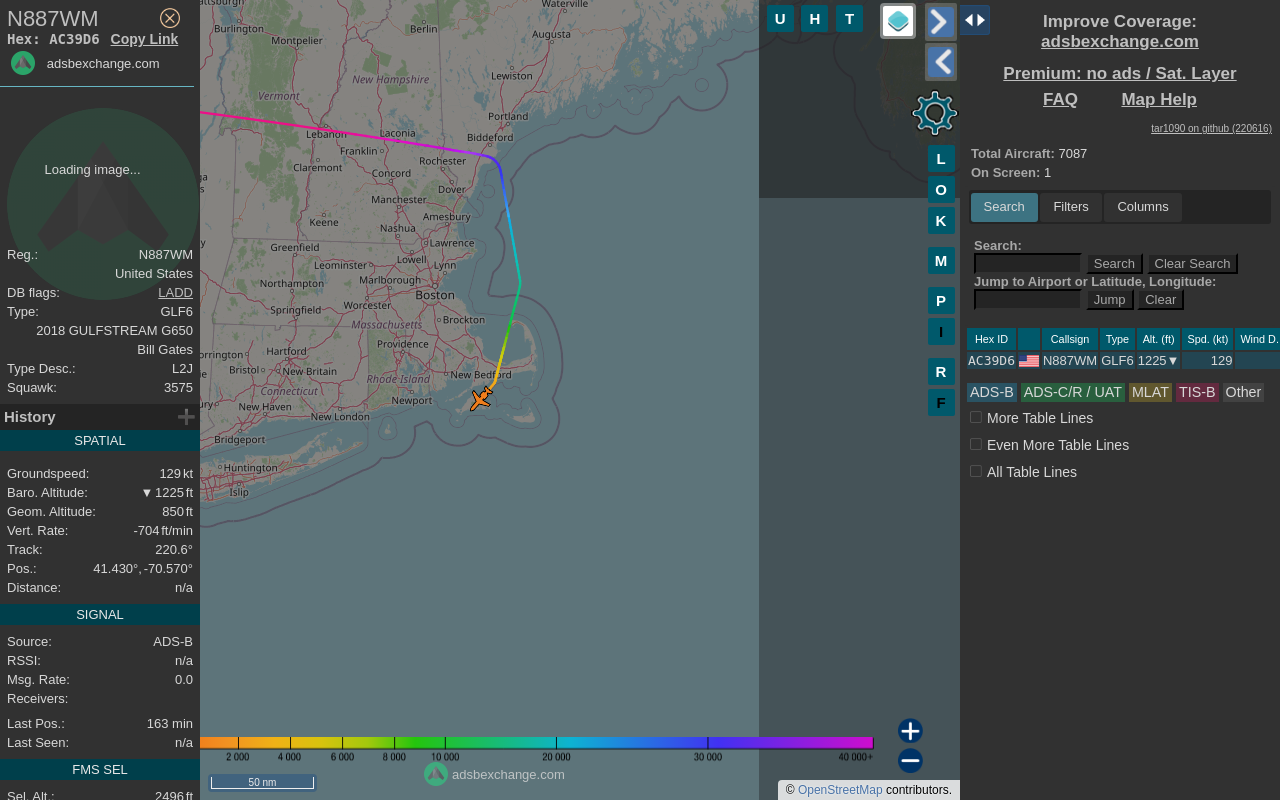 N887WM
Hex: AC39D6 Copy Link
adsbexchange.com
Loading image...
Reg.: N887WM
United States
DB flags: LADD
Type: GLF6
2018 GULFSTREAM G650
Bill Gates
Type Desc.: L2J
Squawk: 3575
History
SPATIAL
Groundspeed: 129 kt
Baro. Altitude: ▼ 1225 ft
Geom. Altitude: 850 ft
Vert. Rate: -704 ft/min
Track: 220.6°
Pos.: 41.430°, -70.570°
Distance: n/a
SIGNAL
Source: ADS-B
RSSI: n/a
Msg. Rate: 0.0
Receivers:
Last Pos.: 163 min
Last Seen: n/a
FMS SEL
Sel. Alt.: 2496 ft
Waterville
Burlington
Berlin
Montpelier
Augusta
Lewiston
New Hampshire
Vermont
Portland
Lebanon
Laconia
Biddeford
Franklin
Rochester
Claremont
Concord
Dover
Manchester
Amesbury
Keene
Nashua
Lawrence
Greenfield
Lowell
Leominster
Lynn
Marlborough
Northampton
Boston
Worcester
Springfield
Brockton
Massachusetts
Providence
Hartford
Bristol
New Britain
Rhode Island
New Bedford
Connecticut
Newport
New Haven
New London
Bridgeport
Huntington
Islip
U H T
L
O
K
M
P
I
R
F
2 000 4 000 6 000 8 000 10 000 20 000 30 000 40 000+
50 nm
adsbexchange.com
© OpenStreetMap contributors.
Improve Coverage:
adsbexchange.com
Premium: no ads / Sat. Layer
FAQ Map Help
tar1090 on github (220616)
Total Aircraft: 7087
On Screen: 1
Search Filters Columns
Search:
Search Clear Search
Jump to Airport or Latitude, Longitude:
Jump Clear
Hex ID Callsign Type Alt. (ft) Spd. (kt) Wind D.
AC39D6 N887WM GLF6 1225▼ 129
ADS-B ADS-C/R / UAT MLAT TIS-B Other
More Table Lines
Even More Table Lines
All Table Lines